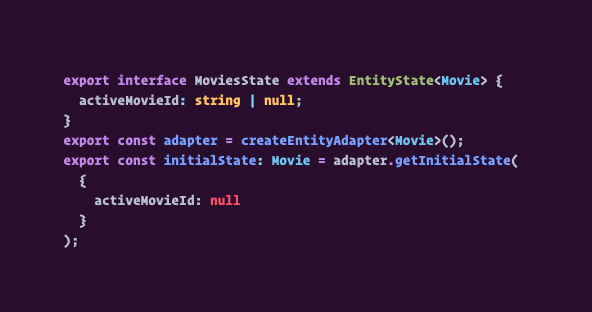 export interface MoviesState extends EntityState<Movie> {
  activeMovieId: string | null;
}
export const adapter = createEntityAdapter<Movie>();
export const initialState: Movie = adapter.getInitialState(
  {
    activeMovieId: null
  }
);